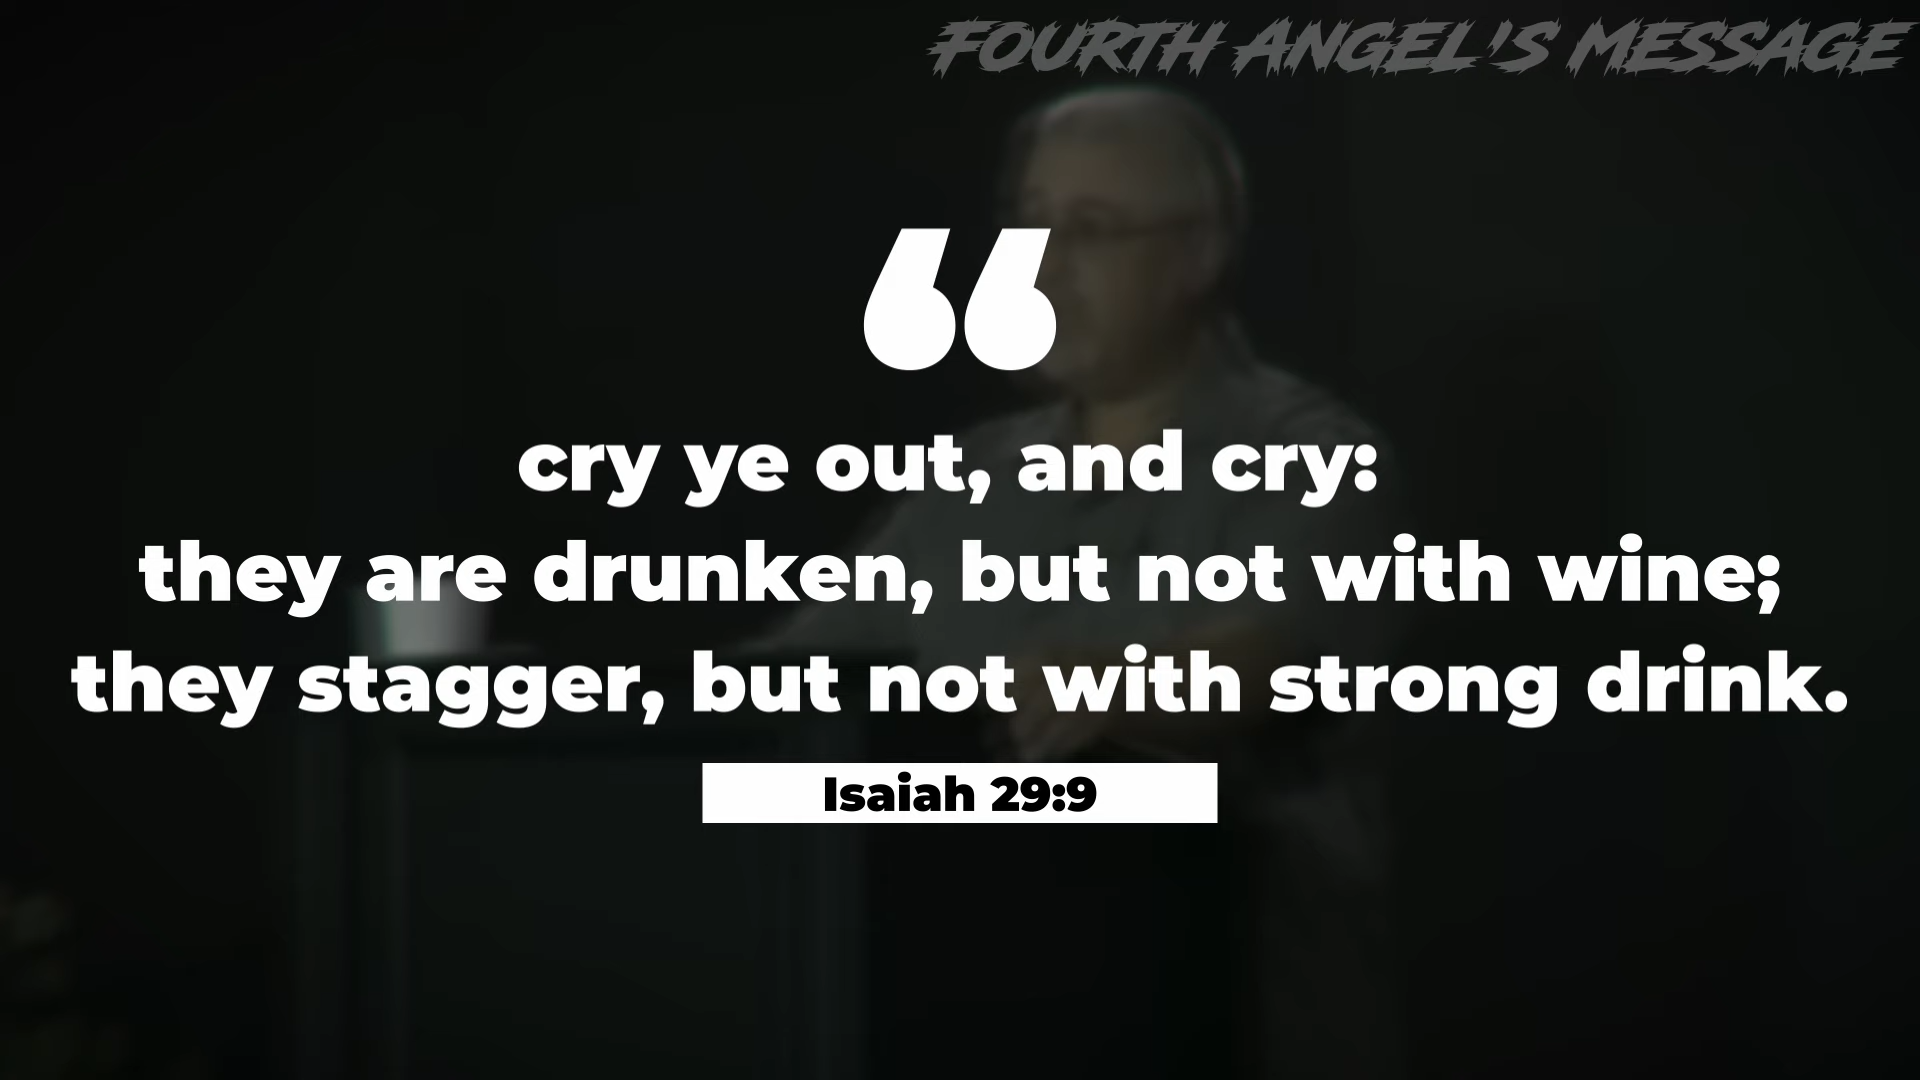 FOURTH ANGEL'S MESSAGE
“
cry ye out, and cry:
they are drunken, but not with wine;
they stagger, but not with strong drink.
Isaiah 29:9